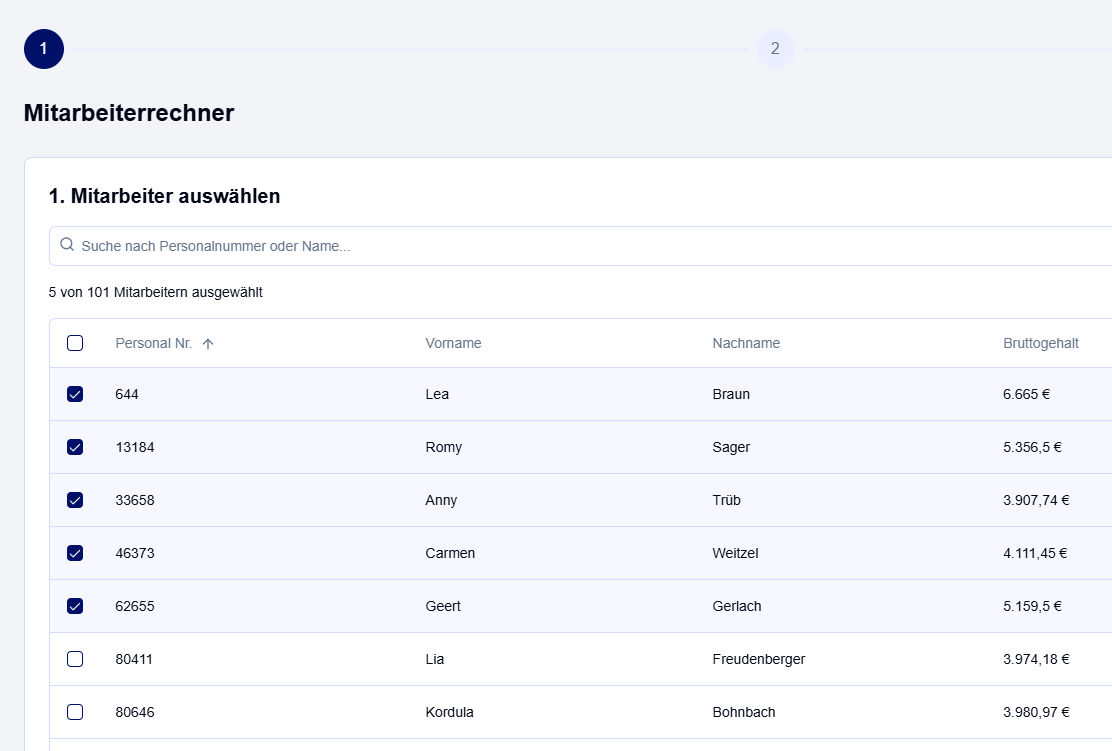 1
2
Mitarbeiterrechner
1. Mitarbeiter auswählen
Suche nach Personalnummer oder Name...
5 von 101 Mitarbeitern ausgewählt
Personal Nr. Vorname Nachname Bruttogehalt
644 Lea Braun 6.665 €
13184 Romy Sager 5.356,5 €
33658 Anny Trüb 3.907,74 €
46373 Carmen Weitzel 4.111,45 €
62655 Geert Gerlach 5.159,5 €
80411 Lia Freudenberger 3.974,18 €
80646 Kordula Bohnbach 3.980,97 €